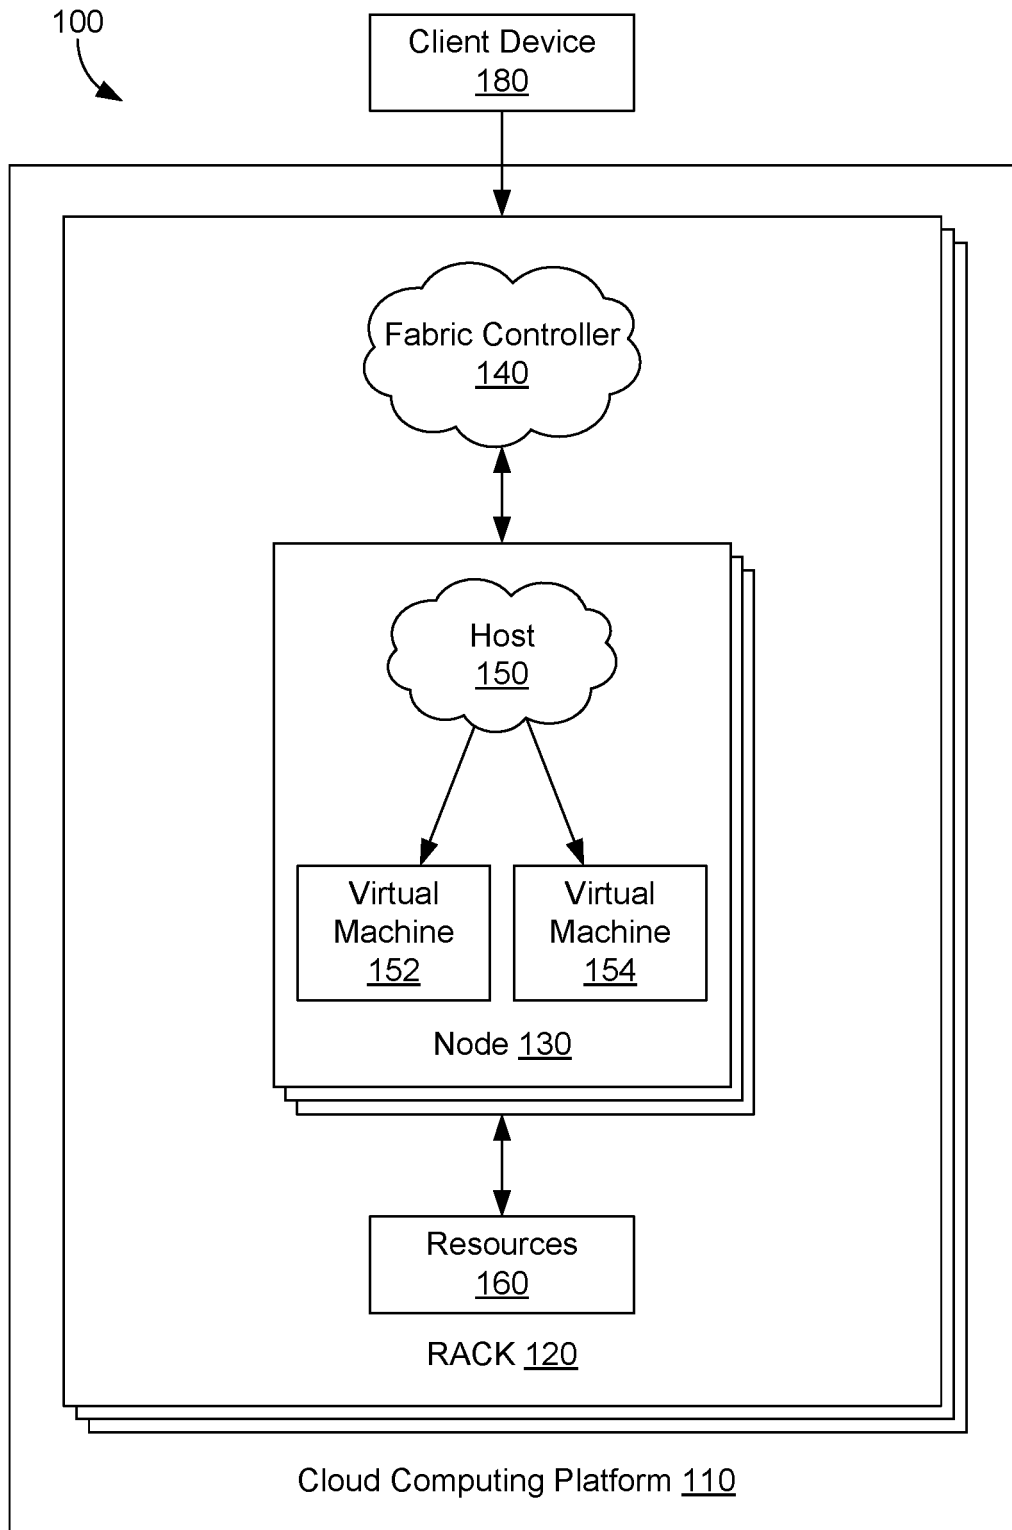 100
Client Device
180
Fabric Controller
140
Host
150
Virtual
Machine
152
Virtual
Machine
154
Node 130
Resources
160
RACK 120
Cloud Computing Platform 110